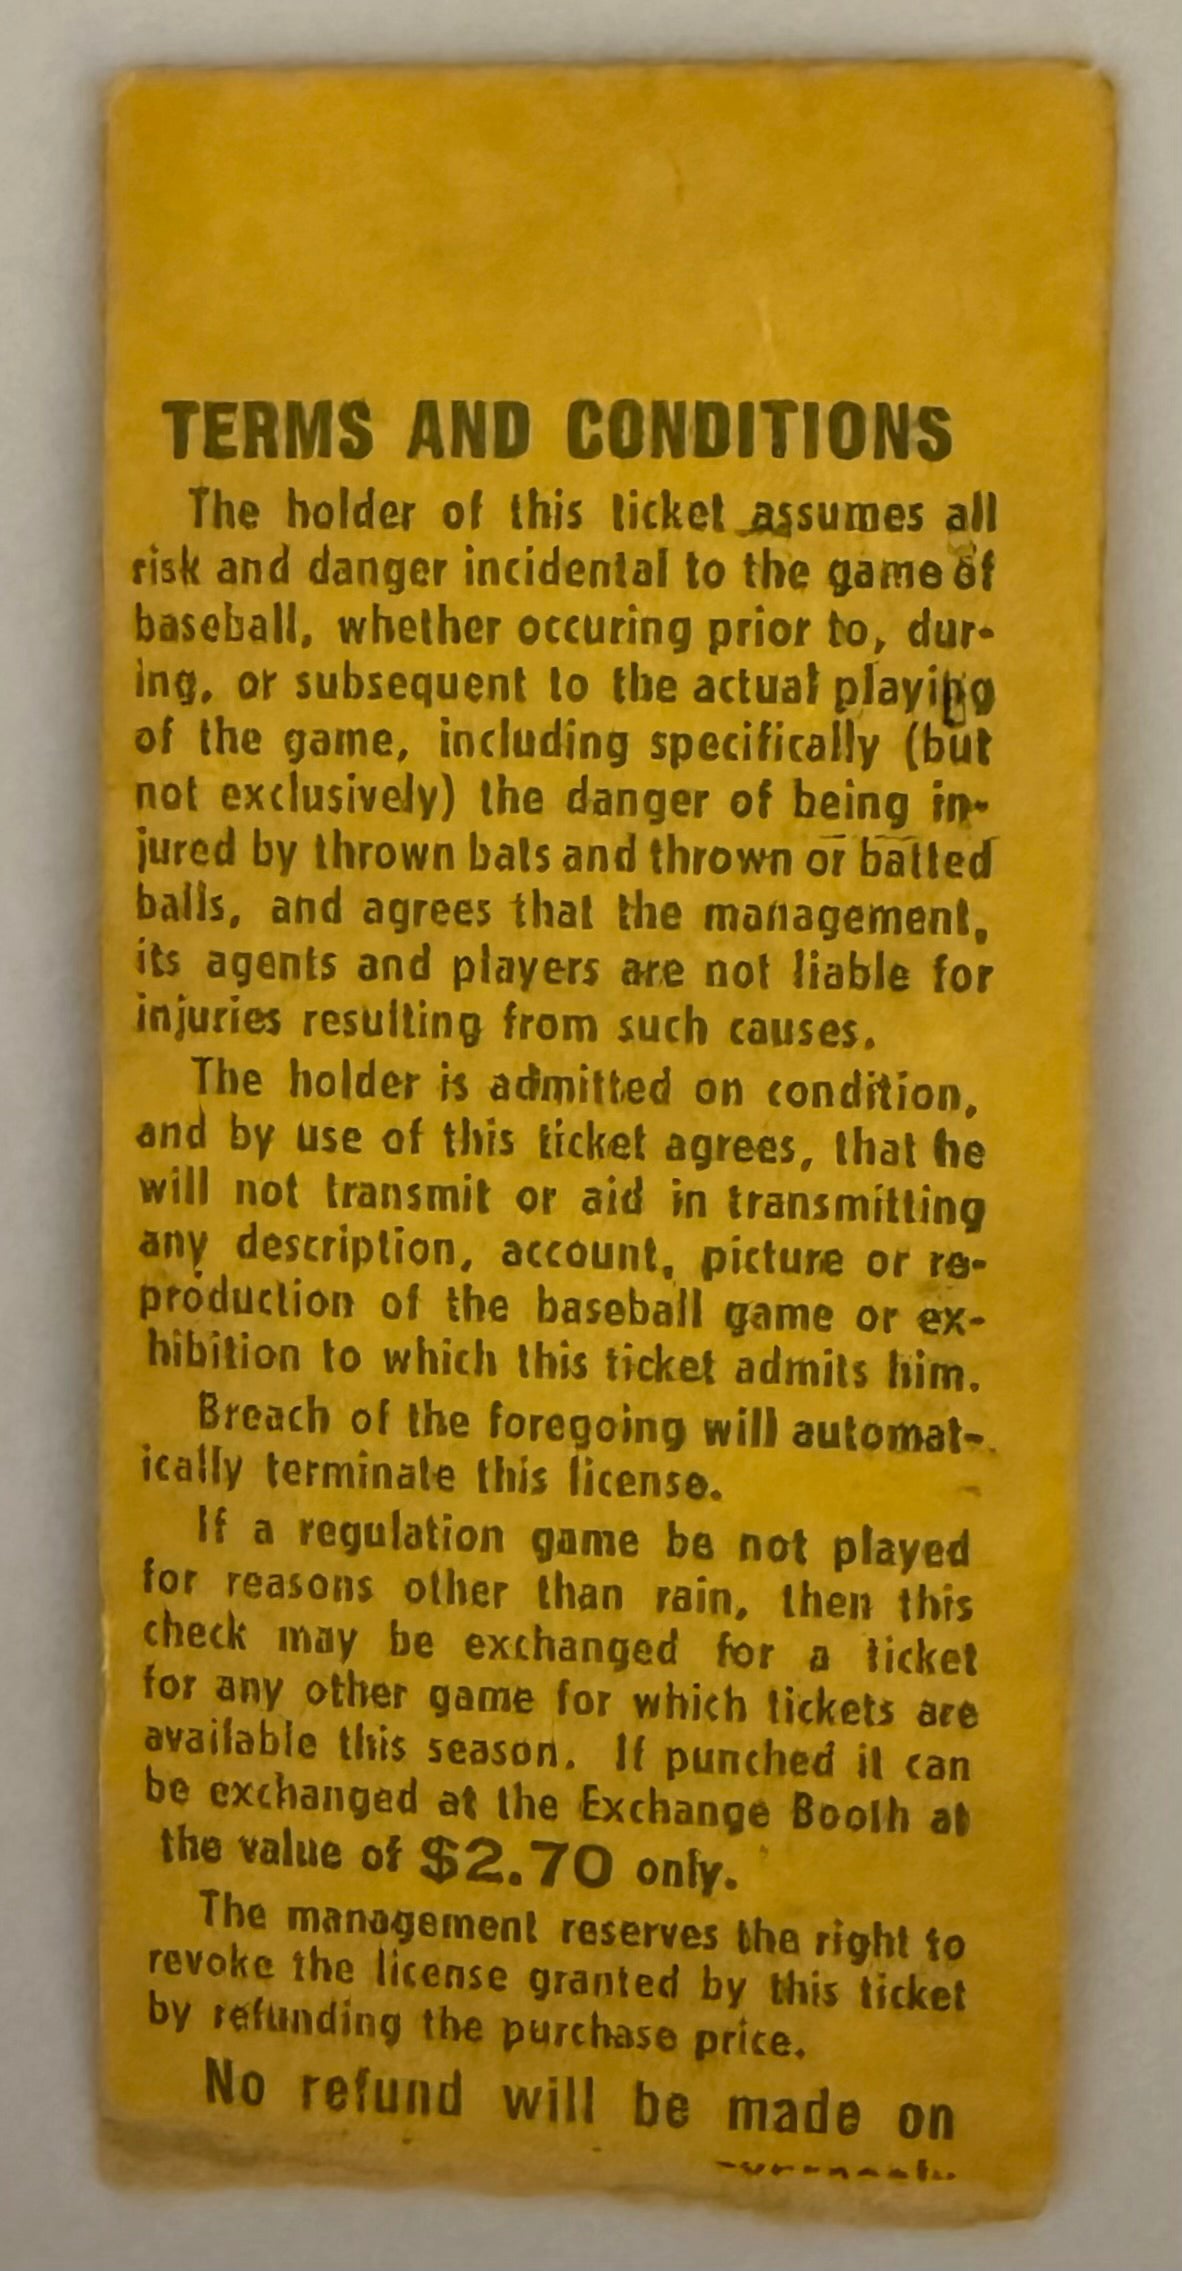 TERMS AND CONDITIONS
The holder of this ticket assumes all
risk and danger incidental to the game of
baseball, whether occuring prior to, dur-
ing, or subsequent to the actual playing
of the game, including specifically (but
not exclusively) the danger of being in-
jured by thrown bats and thrown or batted
balls, and agrees that the management,
its agents and players are not liable for
injuries resulting from such causes.
The holder is admitted on condition,
and by use of this ticket agrees, that he
will not transmit or aid in transmitting
any description, account, picture or re-
production of the baseball game or ex-
hibition to which this ticket admits him.
Breach of the foregoing will automat-
ically terminate this license.
If a regulation game be not played
for reasons other than rain, then this
check may be exchanged for a ticket
for any other game for which tickets are
available this season. If punched it can
be exchanged at the Exchange Booth at
the value of $2.70 only.
The management reserves the right to
revoke the license granted by this ticket
by refunding the purchase price.
No refund will be made on